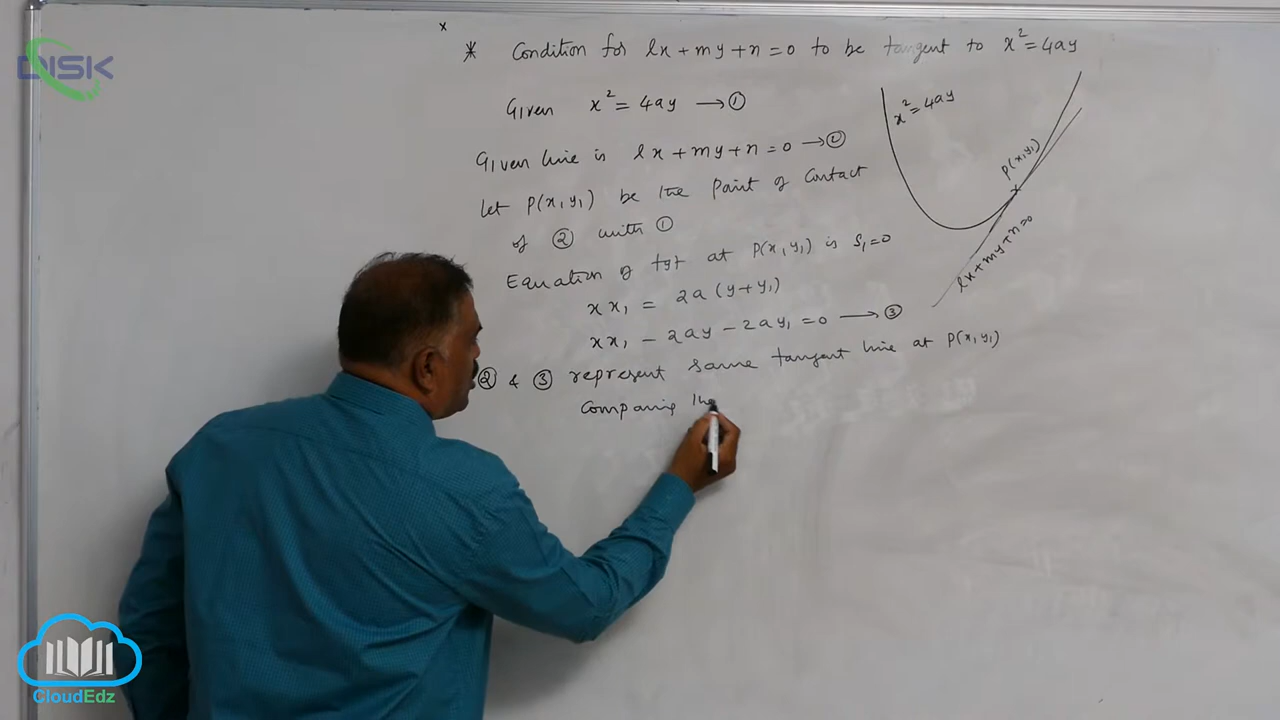 DISK
x
* Condition for lx + my + n = 0 to be tangent to x² = 4ay
Given x² = 4ay → ①
Given line is lx + my + n = 0 → ②
let P(x₁ y₁) be the Point of Contact
of ② with ①
Equation of tgt at P(x₁ y₁) is S₁ = 0
x x₁ = 2a (y + y₁)
x x₁ - 2ay - 2ay₁ = 0 → ③
② & ③ represent same tangent line at P(x₁ y₁)
Comparing the
x² = 4ay
P(x₁ y₁)
lx + my + n = 0
CloudEdz